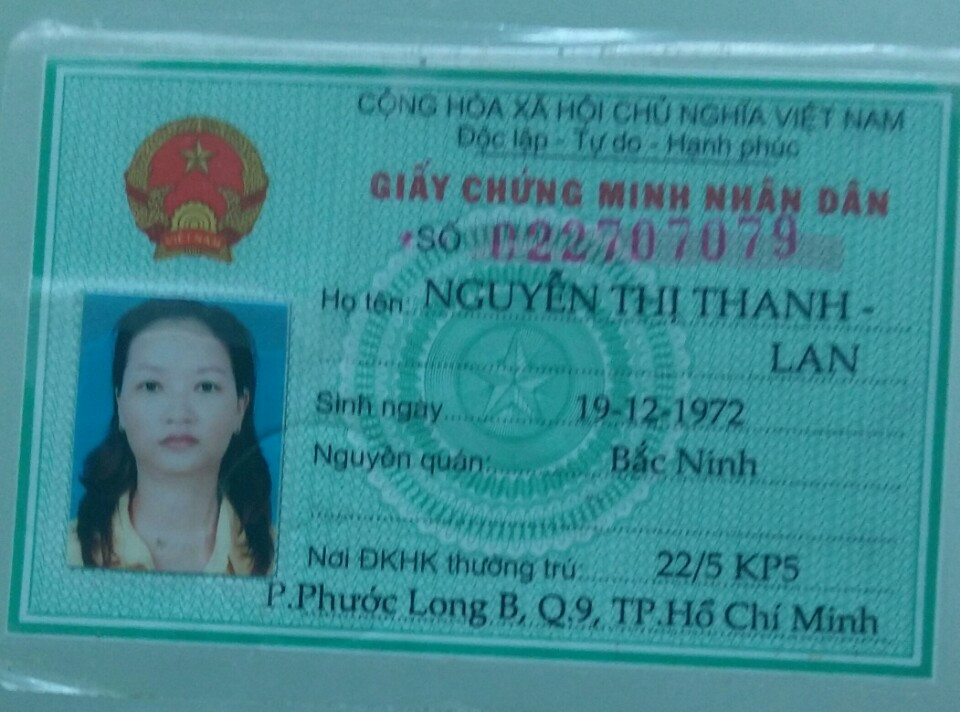 CỘNG HÒA XÃ HỘI CHỦ NGHĨA VIỆT NAM
Độc lập - Tự do - Hạnh phúc
GIẤY CHỨNG MINH NHÂN DÂN
SỐ 022707079
Họ tên: NGUYỄN THỊ THANH -
LAN
Sinh ngày 19-12-1972
Nguyên quán: Bắc Ninh
Nơi ĐKHK thường trú: 22/5 KP5
P.Phước Long B, Q.9, TP.Hồ Chí Minh
VIỆT NAM